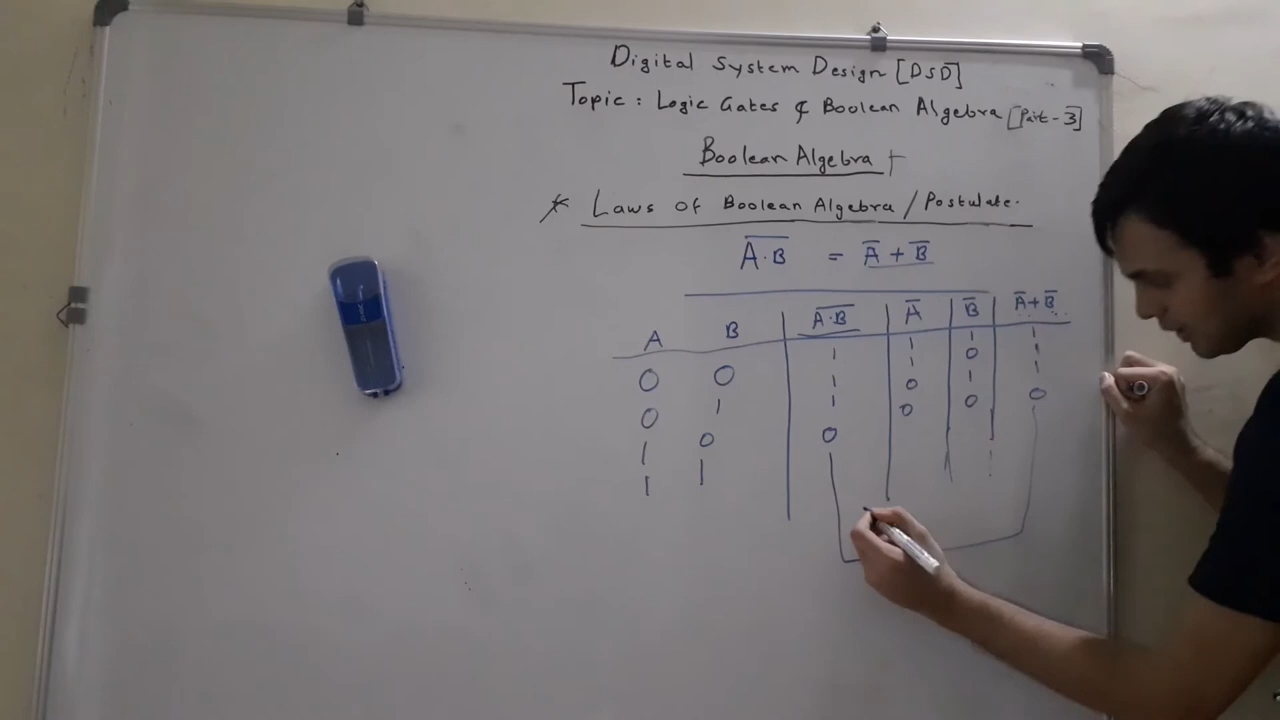 Digital System Design [DSD]
Topic : Logic Gates & Boolean Algebra [Part - 3]
Boolean Algebra
* Laws of Boolean Algebra / Postulate.
A̅·̅B̅ = A̅ + B̅
A B A̅·̅B̅ A̅ B̅ A̅+B̅
0 0 1 1 1 1
0 1 1 1 0 1
1 0 1 0 1 1
1 1 0 0 0 0